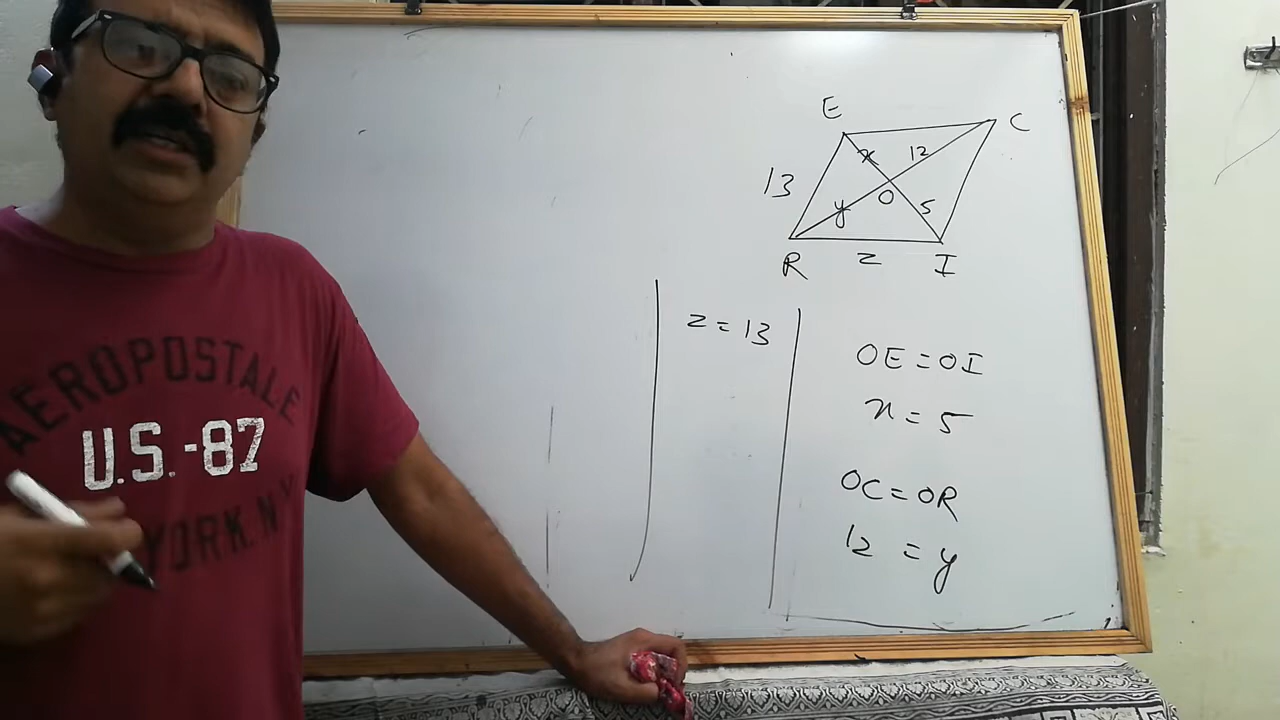 E
C
x
12
13
O
y
5
R
z
I
z = 13
OE = OI
x = 5
OC = OR
12 = y
AEROPOSTALE
U.S.-87
YORK. N.Y